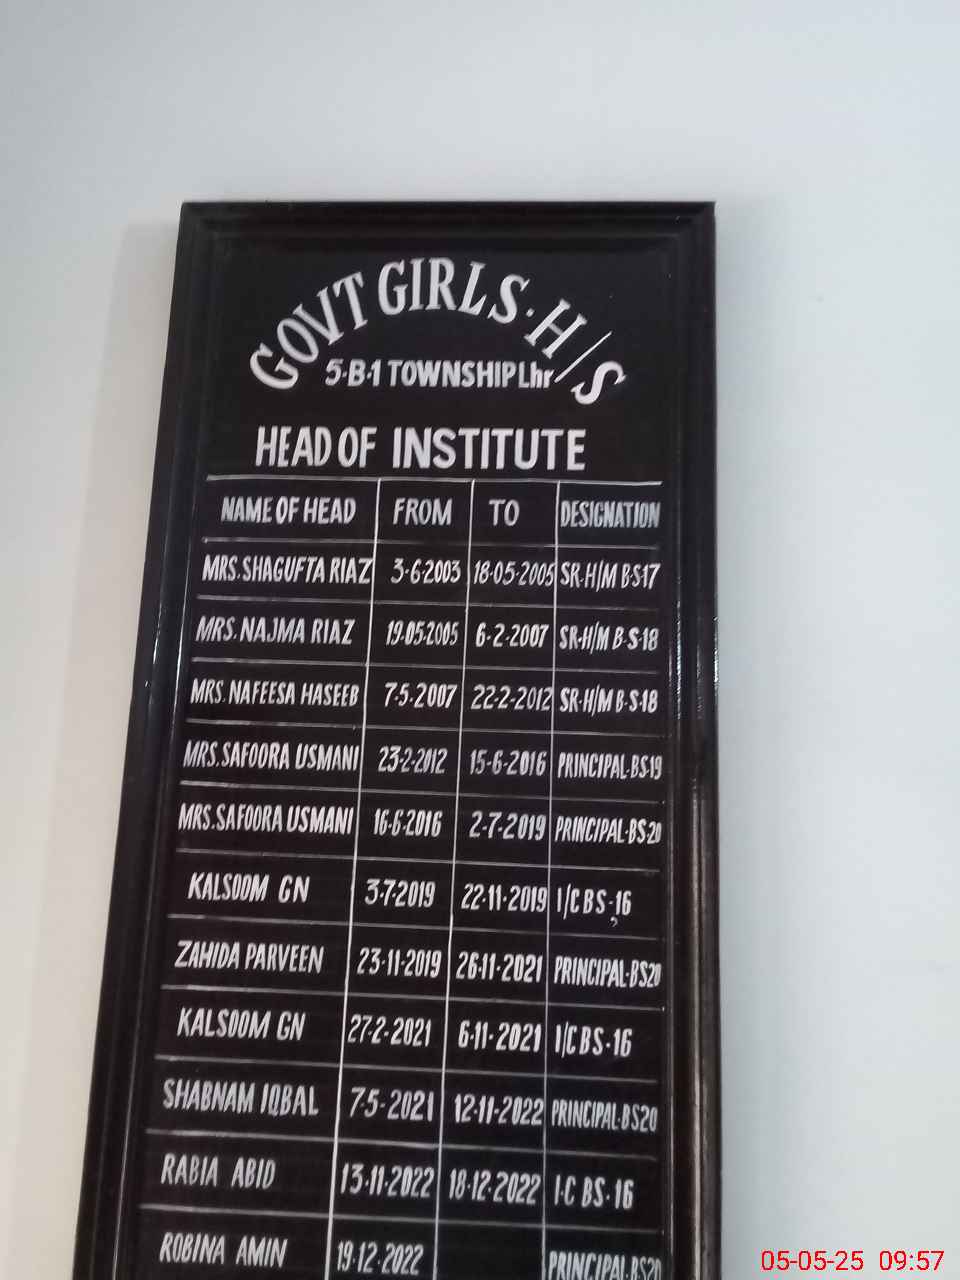 GOVT GIRLS·H/S
5·B·1 TOWNSHIP Lhr
HEAD OF INSTITUTE
NAME OF HEAD FROM TO DESIGNATION
MRS. SHAGUFTA RIAZ 3·6·2003 18·05·2005 SR·H/M B·S·17
MRS. NAJMA RIAZ 19·05·2005 6·2·2007 SR·H/M B·S·18
MRS. NAFEESA HASEEB 7·5·2007 22·2·2012 SR·H/M B·S·18
MRS. SAFOORA USMANI 23·2·2012 15·6·2016 PRINCIPAL·BS·19
MRS. SAFOORA USMANI 16·6·2016 2·7·2019 PRINCIPAL·BS·20
KALSOOM GN 3·7·2019 22·11·2019 I/C BS·16
ZAHIDA PARVEEN 23·11·2019 26·11·2021 PRINCIPAL·BS20
KALSOOM GN 27·2·2021 6·11·2021 I/C BS·16
SHABNAM IQBAL 7·5·2021 12·11·2022 PRINCIPAL·BS20
RABIA ABID 13·11·2022 18·12·2022 I·C BS·16
ROBINA AMIN 19·12·2022 PRINCIPAL·BS20
05-05-25 09:57